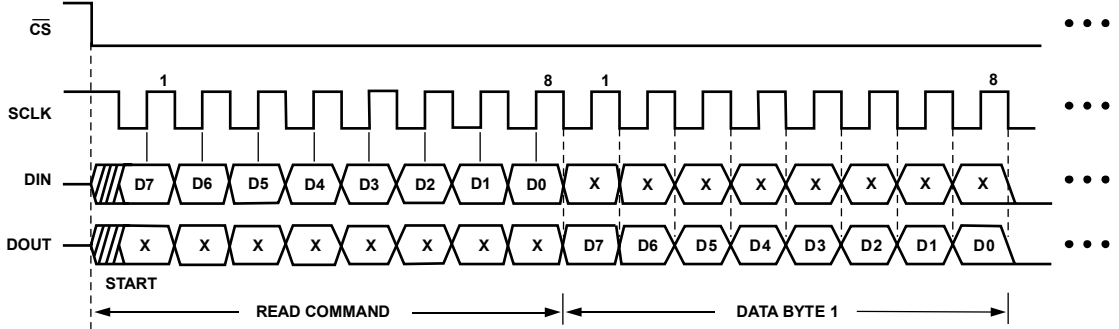 CS
1 8 1 8
SCLK
DIN D7 D6 D5 D4 D3 D2 D1 D0 X X X X X X X X
DOUT X X X X X X X X D7 D6 D5 D4 D3 D2 D1 D0
START
READ COMMAND DATA BYTE 1